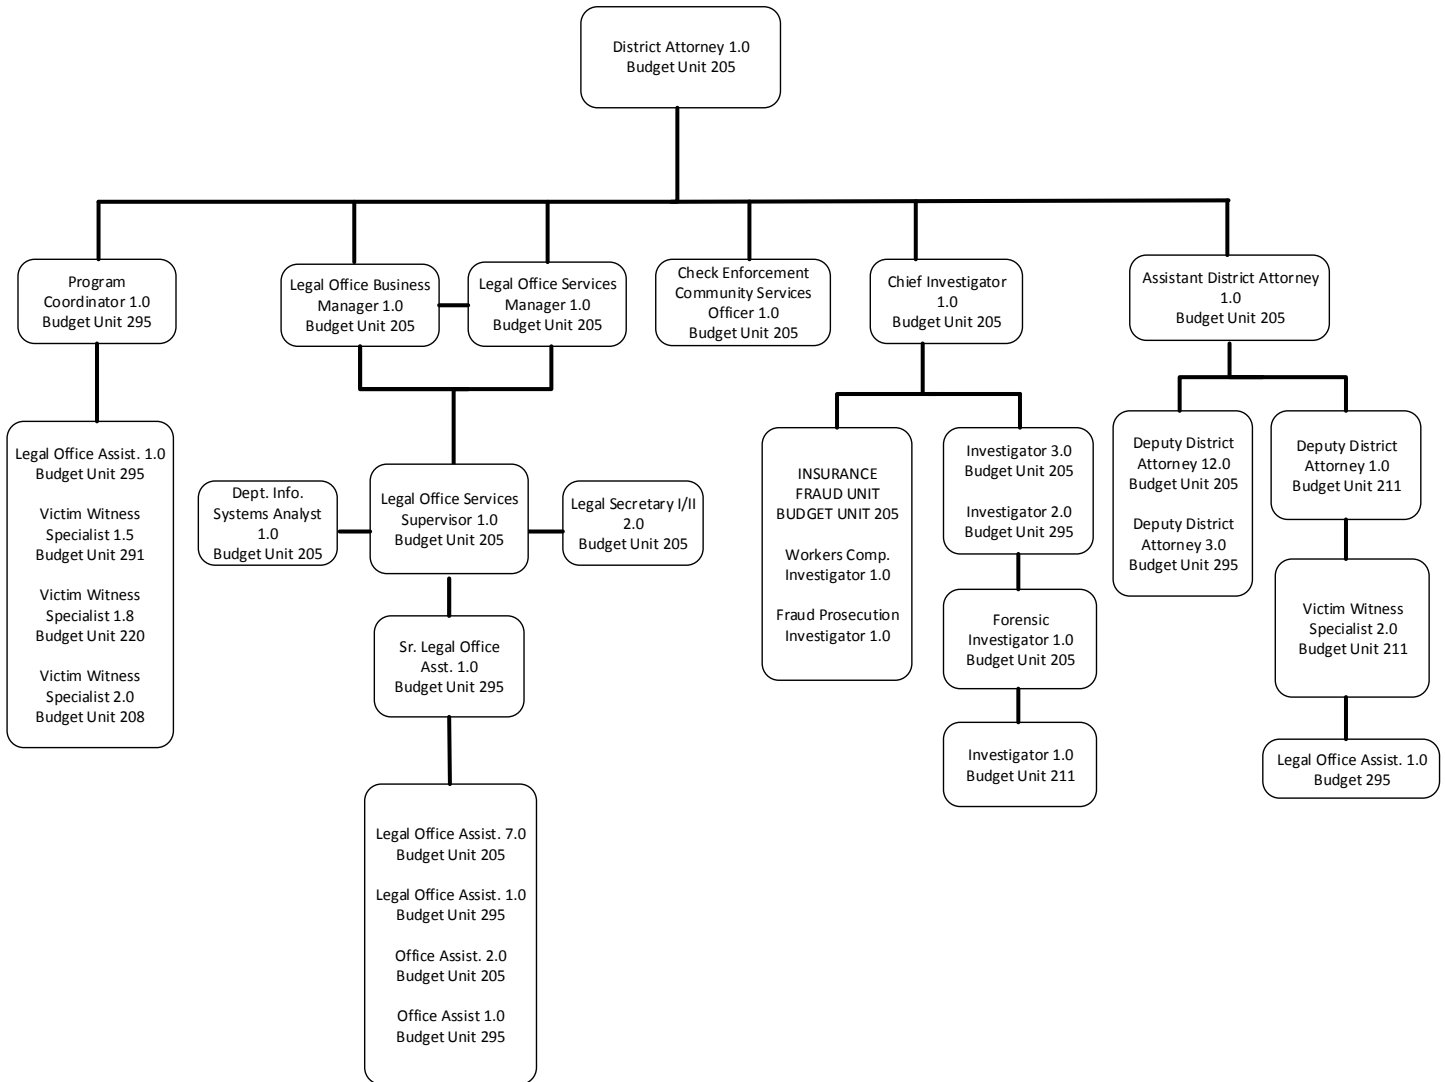 District Attorney 1.0
Budget Unit 205
Program
Coordinator 1.0
Budget Unit 295
Legal Office Business
Manager 1.0
Budget Unit 205
Legal Office Services
Manager 1.0
Budget Unit 205
Check Enforcement
Community Services
Officer 1.0
Budget Unit 205
Chief Investigator
1.0
Budget Unit 205
Assistant District Attorney
1.0
Budget Unit 205
Legal Office Assist. 1.0
Budget Unit 295
Victim Witness
Specialist 1.5
Budget Unit 291
Victim Witness
Specialist 1.8
Budget Unit 220
Victim Witness
Specialist 2.0
Budget Unit 208
Dept. Info.
Systems Analyst
1.0
Budget Unit 205
Legal Office Services
Supervisor 1.0
Budget Unit 205
Legal Secretary I/II
2.0
Budget Unit 205
Sr. Legal Office
Asst. 1.0
Budget Unit 295
Legal Office Assist. 7.0
Budget Unit 205
Legal Office Assist. 1.0
Budget Unit 295
Office Assist. 2.0
Budget Unit 205
Office Assist 1.0
Budget Unit 295
INSURANCE
FRAUD UNIT
BUDGET UNIT 205
Workers Comp.
Investigator 1.0
Fraud Prosecution
Investigator 1.0
Investigator 3.0
Budget Unit 205
Investigator 2.0
Budget Unit 295
Forensic
Investigator 1.0
Budget Unit 205
Investigator 1.0
Budget Unit 211
Deputy District
Attorney 12.0
Budget Unit 205
Deputy District
Attorney 3.0
Budget Unit 295
Deputy District
Attorney 1.0
Budget Unit 211
Victim Witness
Specialist 2.0
Budget Unit 211
Legal Office Assist. 1.0
Budget 295